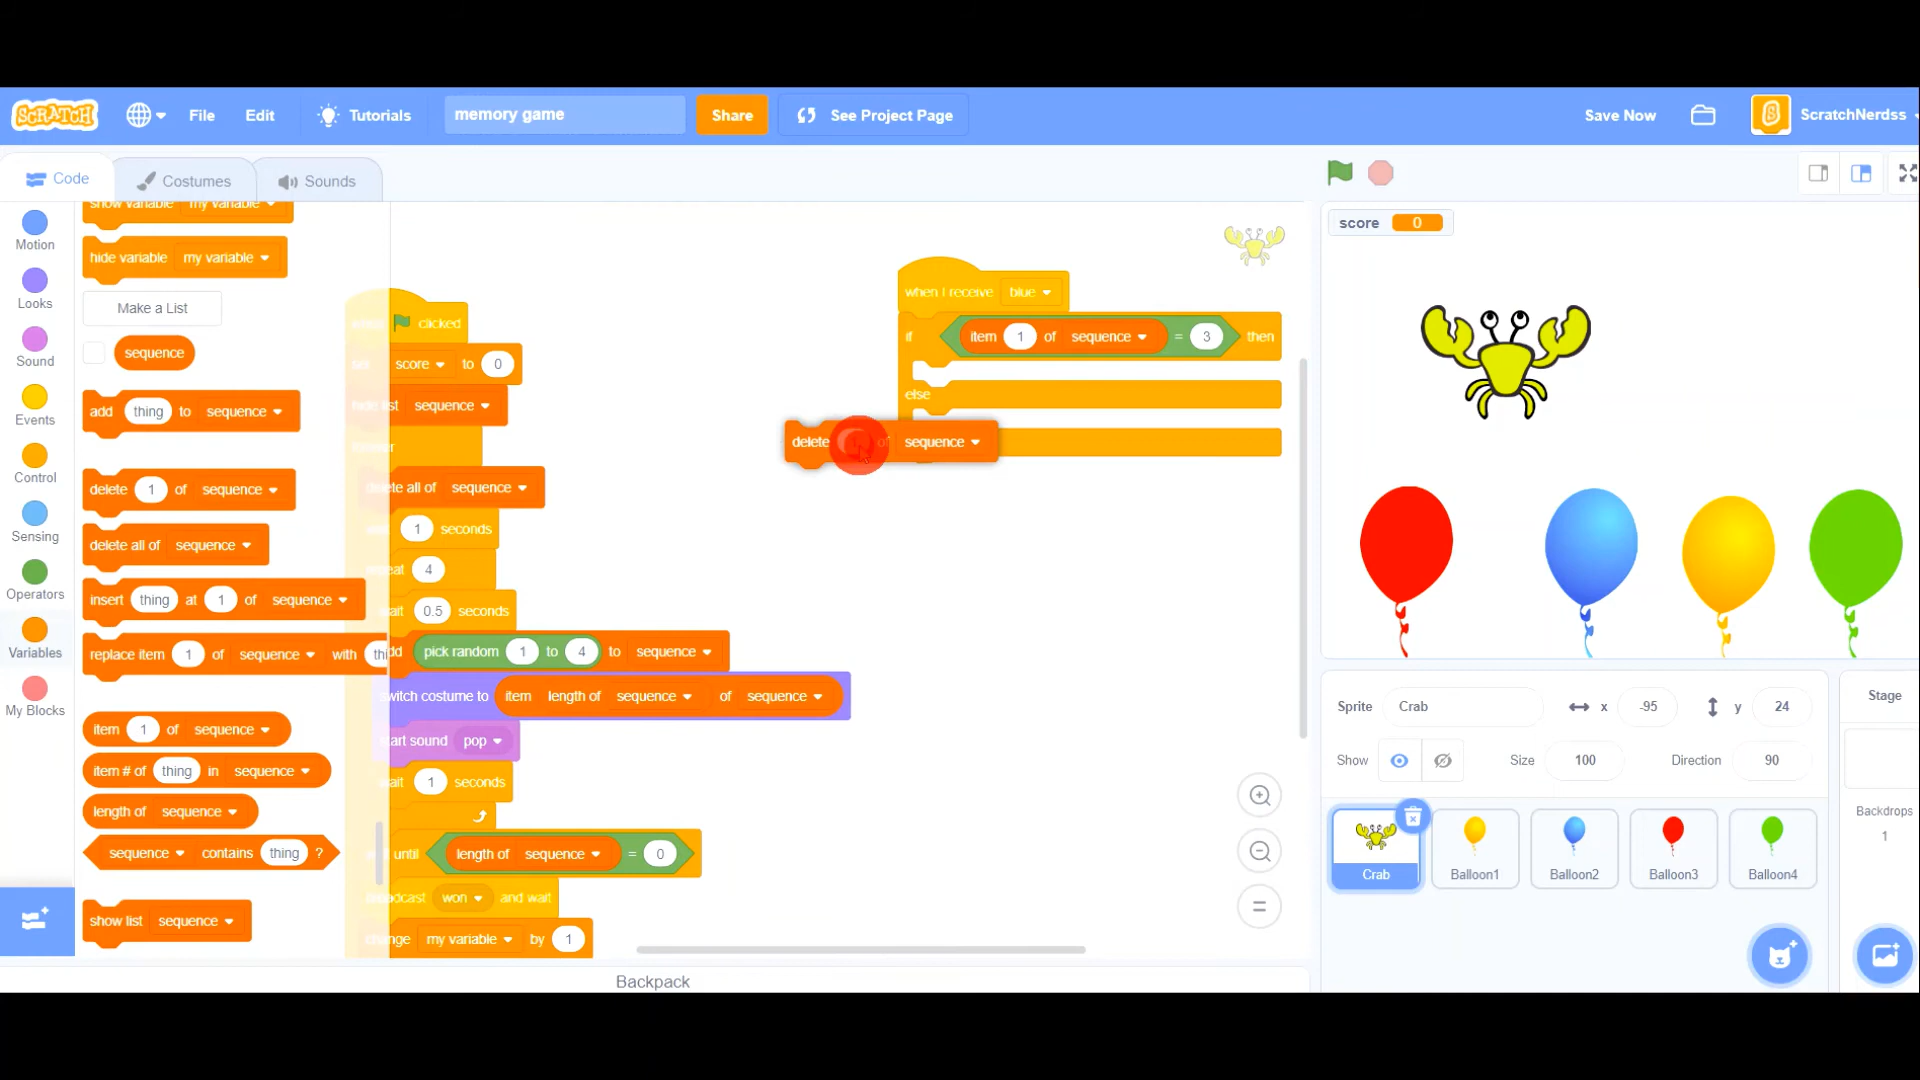 SCRATCH File Edit Tutorials memory game Share See Project Page Save Now ScratchNerdss
Code Costumes Sounds
Motion
Looks
Sound
Events
Control
Sensing
Operators
Variables
My Blocks
show variable my variable
hide variable my variable
Make a List
sequence
add thing to sequence
delete 1 of sequence
delete all of sequence
insert thing at 1 of sequence
replace item 1 of sequence with
item 1 of sequence
item # of thing in sequence
length of sequence
sequence contains thing ?
show list sequence
clicked
score to 0
sequence
delete all of sequence
1 seconds
4
0.5 seconds
pick random 1 to 4 to sequence
switch costume to item length of sequence of sequence
start sound pop
1 seconds
until length of sequence = 0
won and wait
my variable by 1
when I receive blue
if item 1 of sequence = 3 then
else
delete of sequence
Backpack
score 0
Sprite Crab x -95 y 24
Show Size 100 Direction 90
Crab Balloon1 Balloon2 Balloon3 Balloon4
Stage
Backdrops
1